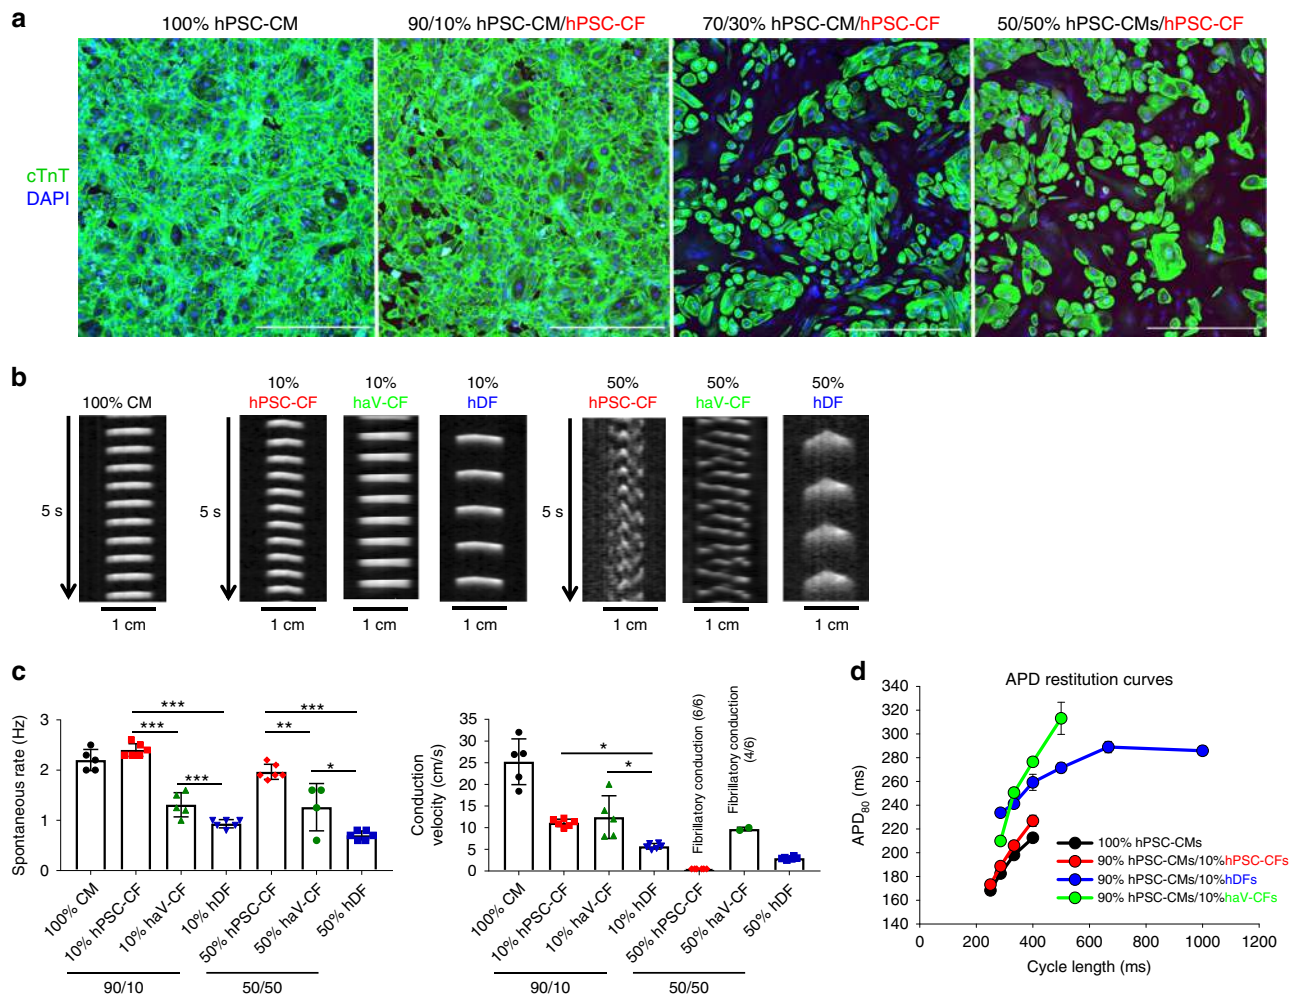 a
100% hPSC-CM
90/10% hPSC-CM/hPSC-CF
70/30% hPSC-CM/hPSC-CF
50/50% hPSC-CMs/hPSC-CF
cTnT
DAPI
b
100% CM
10%
hPSC-CF
10%
haV-CF
10%
hDF
50%
hPSC-CF
50%
haV-CF
50%
hDF
5 s
5 s
5 s
1 cm
1 cm
1 cm
1 cm
1 cm
1 cm
1 cm
c
Spontaneous rate (Hz)
3
2
1
0
***
***
***
***
**
*
100% CM
10% hPSC-CF
10% haV-CF
10% hDF
50% hPSC-CF
50% haV-CF
50% hDF
90/10
50/50
Conduction
velocity (cm/s)
35
30
25
20
15
10
5
0
*
*
Fibrillatory conduction (6/6)
Fibrillatory conduction
(4/6)
100% CM
10% hPSC-CF
10% haV-CF
10% hDF
50% hPSC-CF
50% haV-CF
50% hDF
90/10
50/50
d
APD restitution curves
APD80 (ms)
340
320
300
280
260
240
220
200
180
160
140
100% hPSC-CMs
90% hPSC-CMs/10%hPSC-CFs
90% hPSC-CMs/10%hDFs
90% hPSC-CMs/10%haV-CFs
0
200
400
600
800
1000
1200
Cycle length (ms)